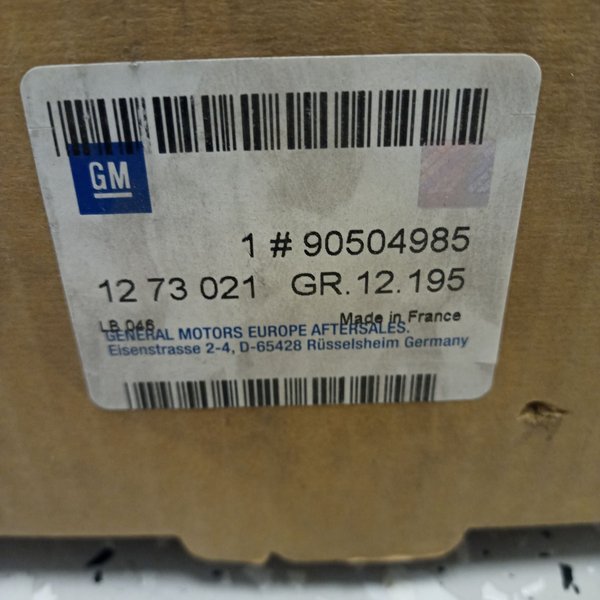 GM
1 # 90504985
12 73 021 GR.12.195
LB 046 Made in France
GENERAL MOTORS EUROPE AFTERSALES.
Eisenstrasse 2-4, D-65428 Rüsselsheim Germany